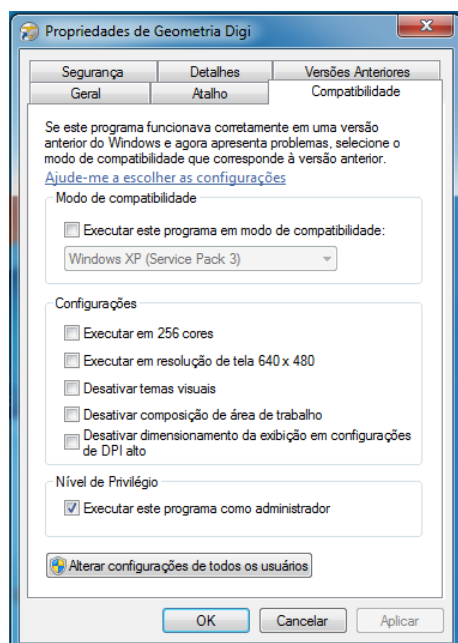 Propriedades de Geometria Digi
Segurança Detalhes Versões Anteriores
Geral Atalho Compatibilidade
Se este programa funcionava corretamente em uma versão
anterior do Windows e agora apresenta problemas, selecione o
modo de compatibilidade que corresponde à versão anterior.
Ajude-me a escolher as configurações
Modo de compatibilidade
Executar este programa em modo de compatibilidade:
Windows XP (Service Pack 3)
Configurações
Executar em 256 cores
Executar em resolução de tela 640 x 480
Desativar temas visuais
Desativar composição de área de trabalho
Desativar dimensionamento da exibição em configurações
de DPI alto
Nível de Privilégio
Executar este programa como administrador
Alterar configurações de todos os usuários
OK Cancelar Aplicar